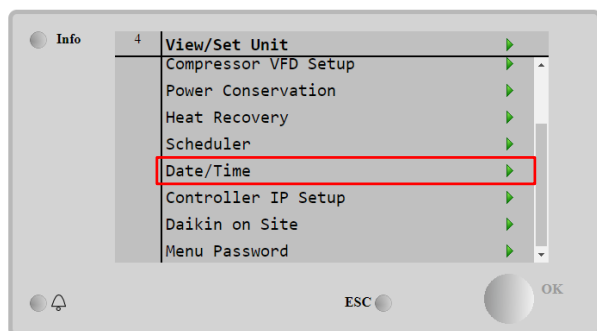 Info
4 View/Set Unit
Compressor VFD Setup
Power Conservation
Heat Recovery
Scheduler
Date/Time
Controller IP Setup
Daikin on Site
Menu Password
ESC
OK